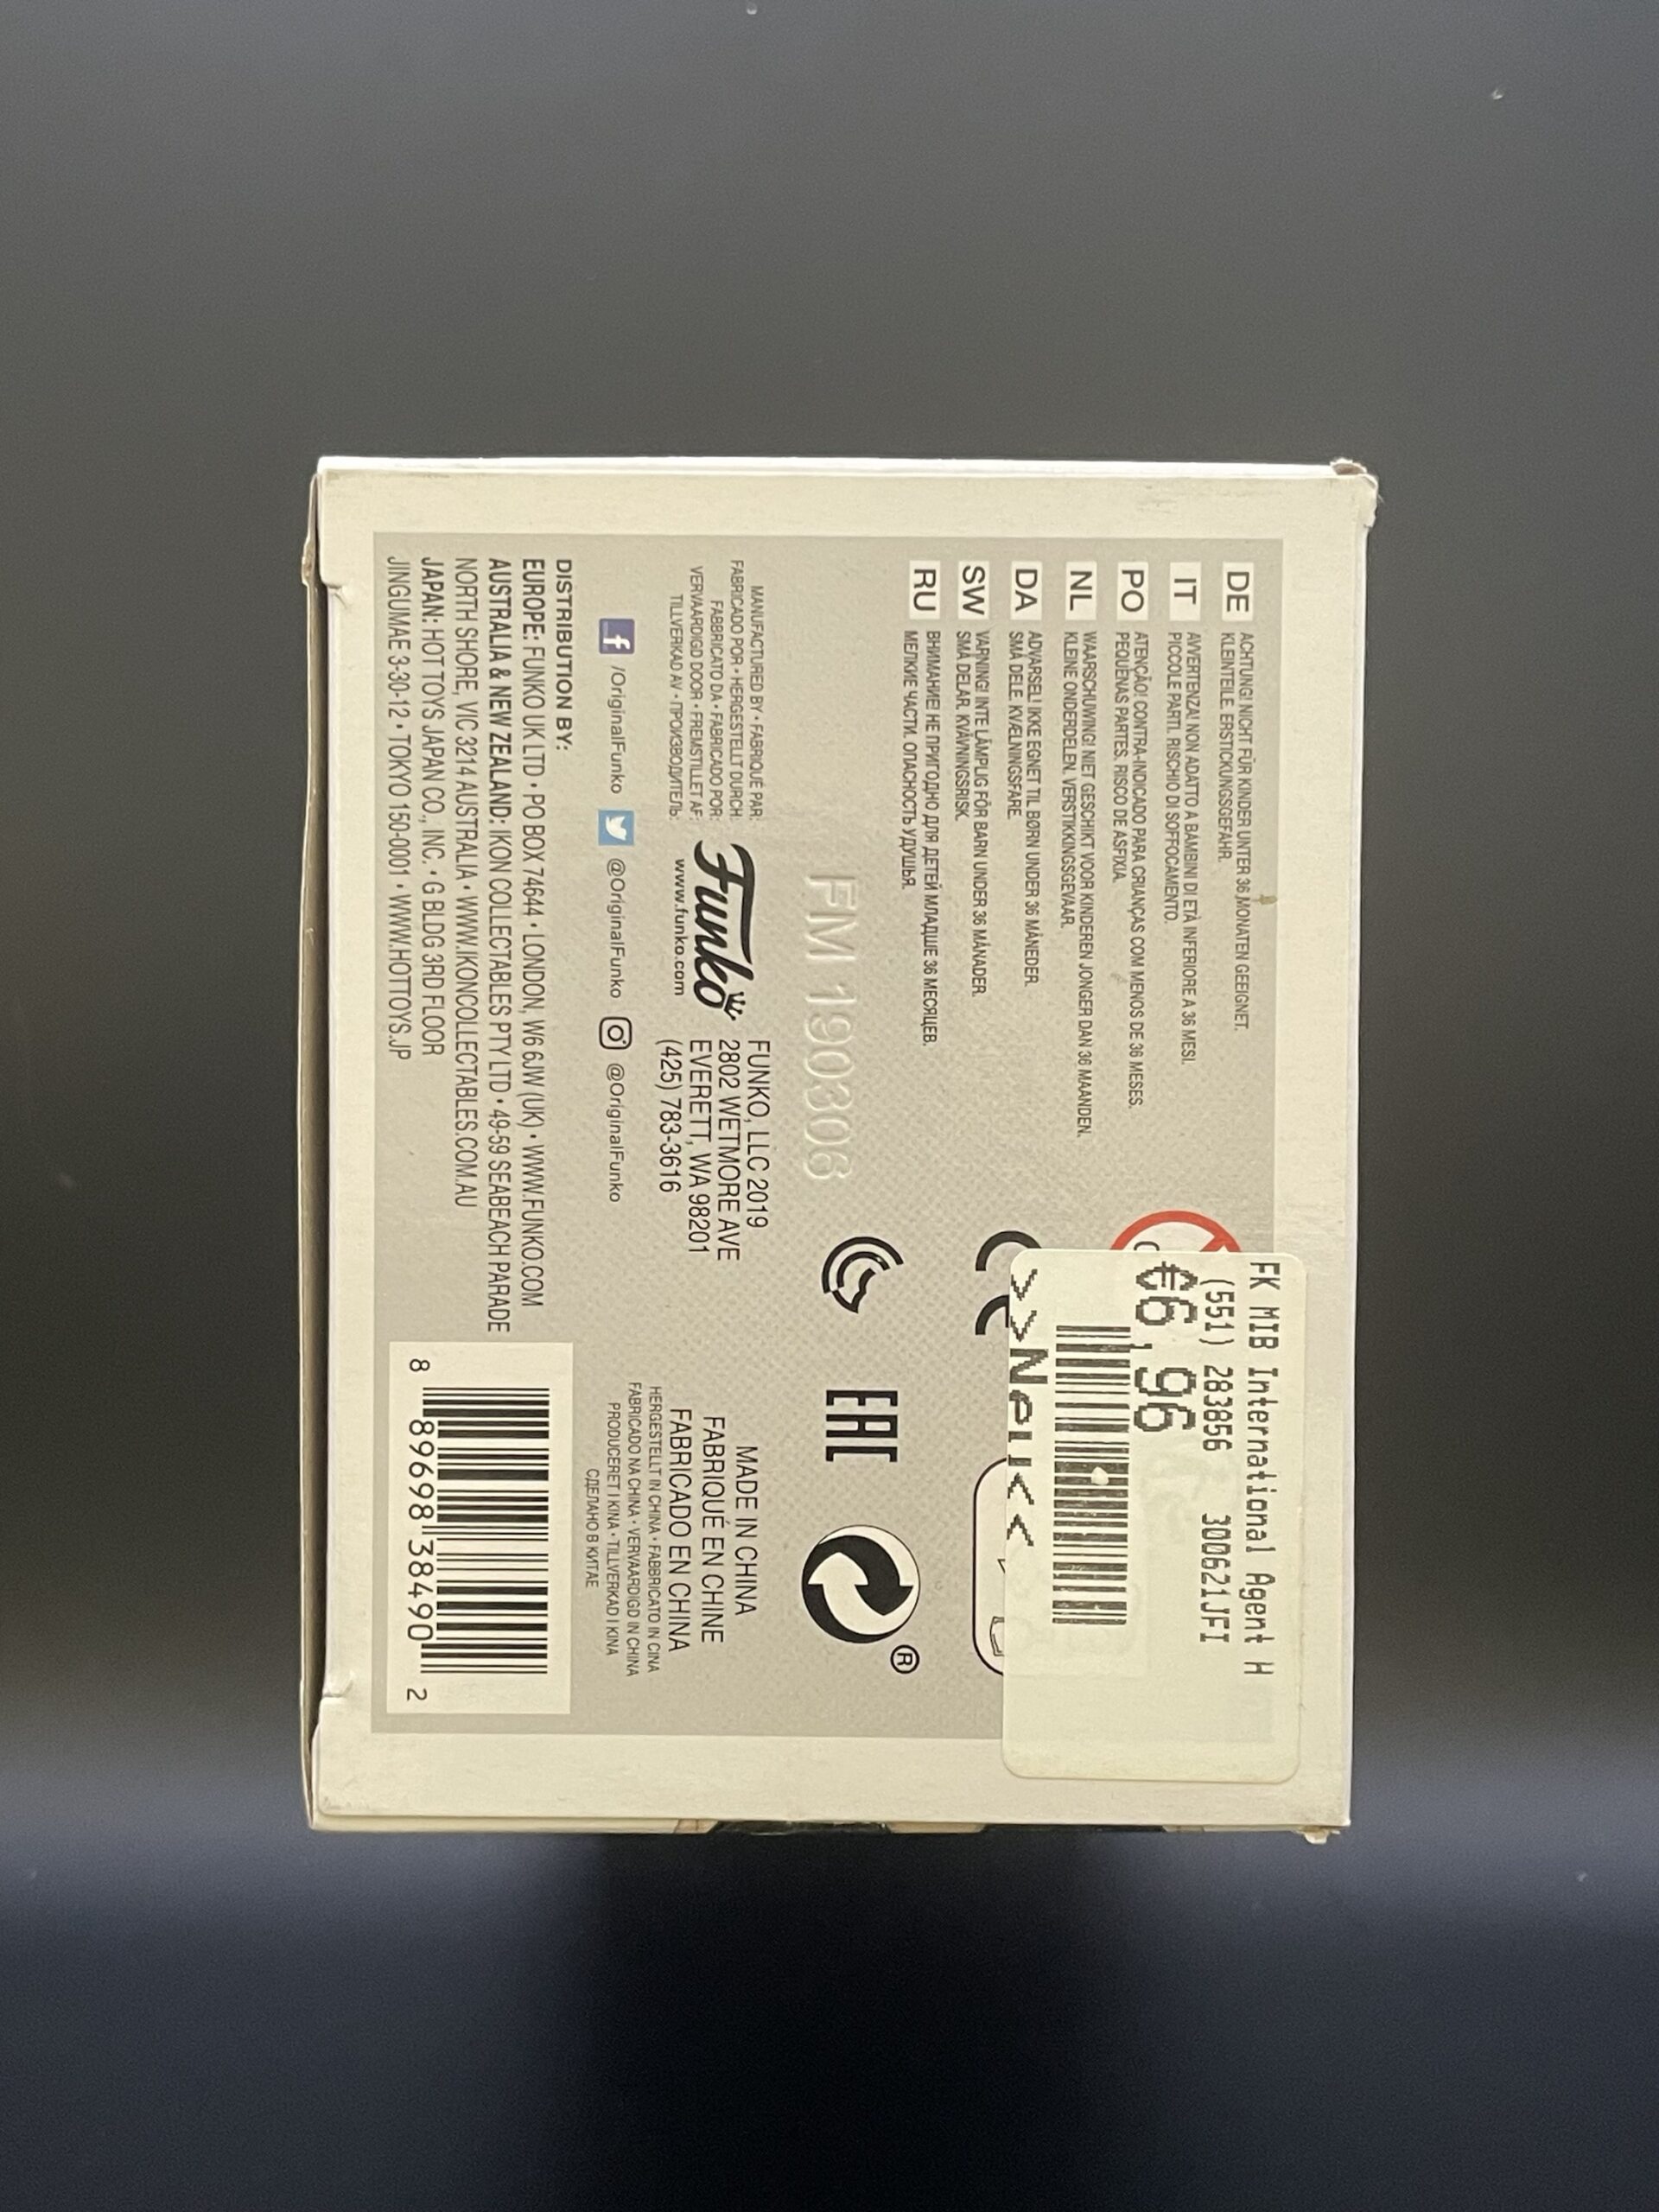 DE ACHTUNG! NICHT FÜR KINDER UNTER 36 MONATEN GEEIGNET.
KLEINTEILE. ERSTICKUNGSGEFAHR.
IT AVVERTENZA! NON ADATTO A BAMBINI DI ETÀ INFERIORE A 36 MESI.
PICCOLE PARTI. RISCHIO DI SOFFOCAMENTO.
PO ATENÇÃO! CONTRA-INDICADO PARA CRIANÇAS COM MENOS DE 36 MESES.
PEQUENAS PARTES. RISCO DE ASFIXIA.
NL WAARSCHUWING! NIET GESCHIKT VOOR KINDEREN JONGER DAN 36 MAANDEN.
KLEINE ONDERDELEN. VERSTIKKINGSGEVAAR.
DA ADVARSEL! IKKE EGNET TIL BØRN UNDER 36 MÅNEDER.
SMÅ DELE. KVÆLNINGSFARE.
SW VARNING! INTE LÄMPLIG FÖR BARN UNDER 36 MÅNADER.
SMÅ DELAR. KVÄVNINGSRISK.
RU ВНИМАНИЕ! НЕ ПРИГОДНО ДЛЯ ДЕТЕЙ МЛАДШЕ 36 МЕСЯЦЕВ.
МЕЛКИЕ ЧАСТИ. ОПАСНОСТЬ УДУШЬЯ.
FK MIB International Agent H
(551) 283856 300621JFI
€6,96
>>Neu<<
CE
FM 190306
EAC
®
MANUFACTURED BY • FABRIQUÉ PAR:
FABRICADO POR • HERGESTELLT DURCH:
FABBRICATO DA • FABRICADO POR:
VERVAARDIGD DOOR • FREMSTILLET AF:
TILLVERKAD AV • ПРОИЗВОДИТЕЛЬ:
Funko
www.funko.com
FUNKO, LLC 2019
2802 WETMORE AVE
EVERETT, WA 98201
(425) 783-3616
MADE IN CHINA
FABRIQUÉ EN CHINE
FABRICADO EN CHINA
HERGESTELLT IN CHINA • FABBRICATO IN CINA
FABRICADO NA CHINA • VERVAARDIGD IN CHINA
PRODUCERET I KINA • TILLVERKAD I KINA
СДЕЛАНО В КИТАЕ
f /OriginalFunko @OriginalFunko @OriginalFunko
DISTRIBUTION BY:
EUROPE: FUNKO UK LTD • PO BOX 74644 • LONDON, W6 6JW (UK) • WWW.FUNKO.COM
AUSTRALIA & NEW ZEALAND: IKON COLLECTABLES PTY LTD • 49-59 SEABEACH PARADE
NORTH SHORE, VIC 3214 AUSTRALIA • WWW.IKONCOLLECTABLES.COM.AU
JAPAN: HOT TOYS JAPAN CO., INC. • G BLDG 3RD FLOOR
JINGUMAE 3-30-12 • TOKYO 150-0001 • WWW.HOTTOYS.JP
8 89698 38490 2